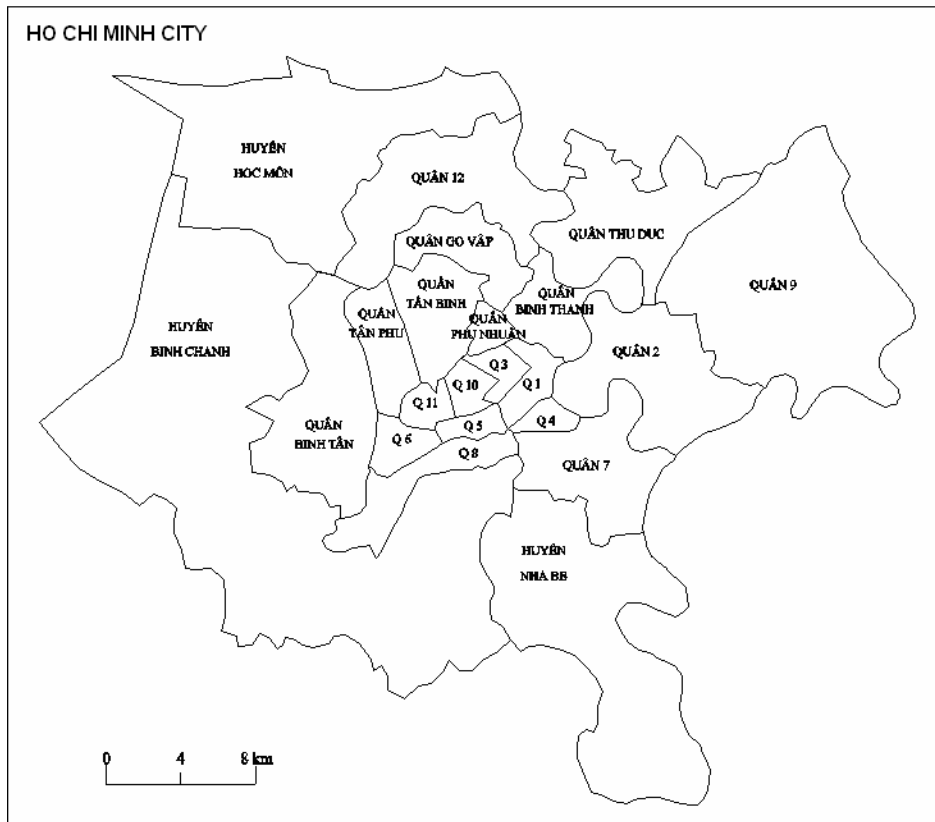 HO CHI MINH CITY
HUYỆN
HOC MÔN
QUÂN 12
QUÂN GO VÂP
QUÂN THU DUC
QUÂN
TÂN BINH
QUÂN
BINH THANH
QUÂN 9
QUÂN
TÂN PHU
QUÂN
PHU NHUÂN
HUYÊN
BINH CHANH
QUÂN 2
Q 3
Q 10
Q 1
Q 11
Q 4
QUÂN
BINH TÂN
Q 5
Q 6
Q 8
QUÂN 7
HUYÊN
NHA BE
0 4 8 km